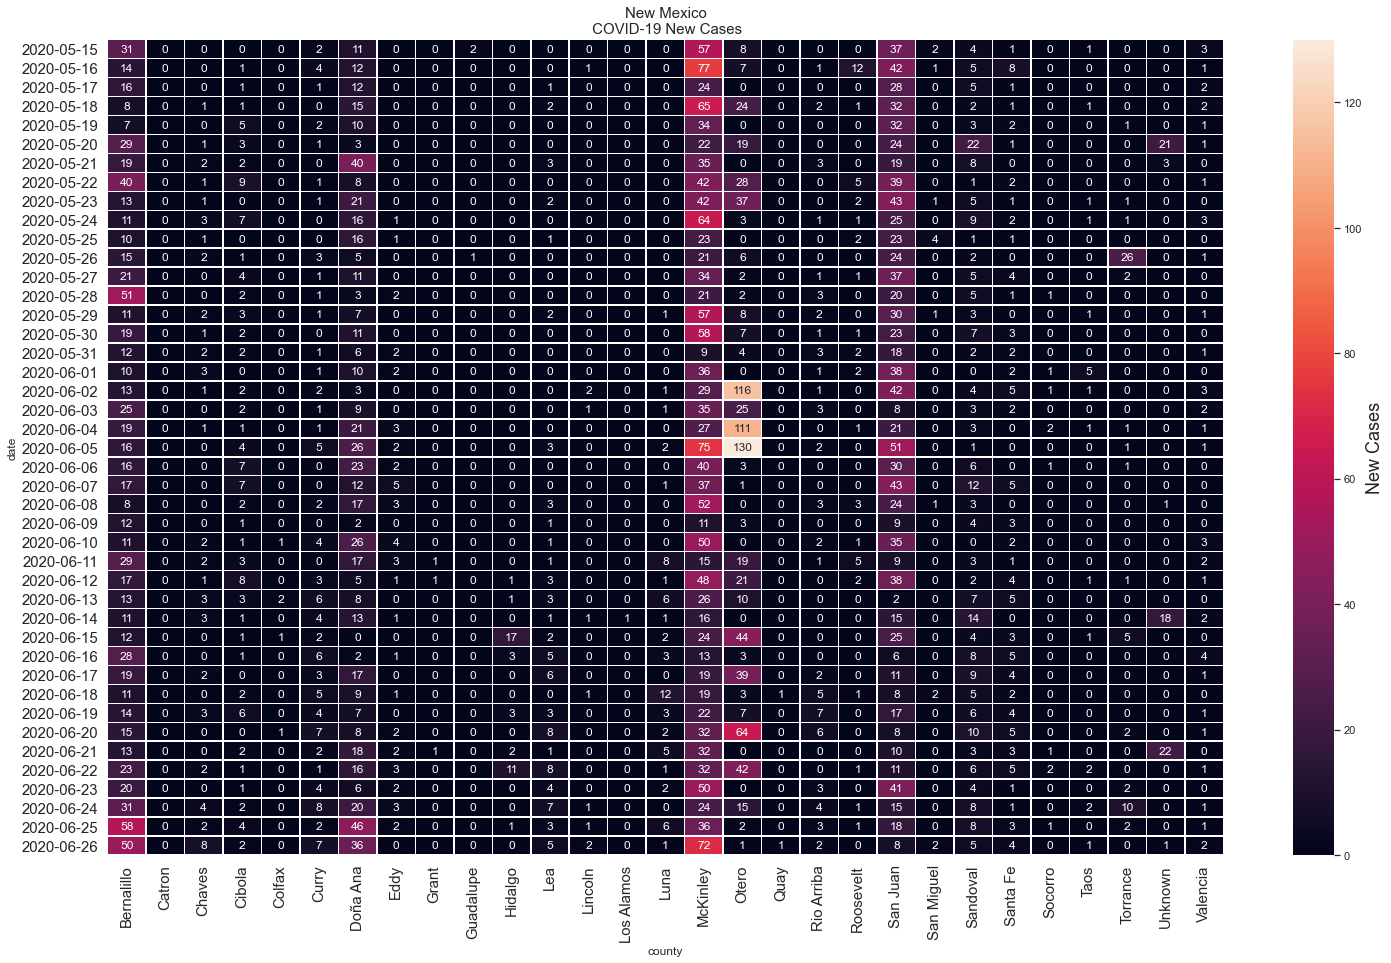 New Mexico
COVID-19 New Cases
2020-05-15 31 0 0 0 0 2 11 0 0 2 0 0 0 0 0 57 8 0 0 0 37 2 4 1 0 1 0 0 3
2020-05-16 14 0 0 1 0 4 12 0 0 0 0 0 1 0 0 77 7 0 1 12 42 1 5 8 0 0 0 0 1
2020-05-17 16 0 0 1 0 1 12 0 0 0 0 1 0 0 0 24 0 0 0 0 28 0 5 1 0 0 0 0 2
2020-05-18 8 0 1 1 0 0 15 0 0 0 0 2 0 0 0 65 24 0 2 1 32 0 2 1 0 1 0 0 2
2020-05-19 7 0 0 5 0 2 10 0 0 0 0 0 0 0 0 34 0 0 0 0 32 0 3 2 0 0 1 0 1
2020-05-20 29 0 1 3 0 1 3 0 0 0 0 0 0 0 0 22 19 0 0 0 24 0 22 1 0 0 0 21 1
2020-05-21 19 0 2 2 0 0 40 0 0 0 0 3 0 0 0 35 0 0 3 0 19 0 8 0 0 0 0 3 0
2020-05-22 40 0 1 9 0 1 8 0 0 0 0 0 0 0 0 42 28 0 0 5 39 0 1 2 0 0 0 0 1
2020-05-23 13 0 1 0 0 1 21 0 0 0 0 2 0 0 0 42 37 0 0 2 43 1 5 1 0 1 1 0 0
2020-05-24 11 0 3 7 0 0 16 1 0 0 0 0 0 0 0 64 3 0 1 1 25 0 9 2 0 1 1 0 3
2020-05-25 10 0 1 0 0 0 16 1 0 0 0 1 0 0 0 23 0 0 0 2 23 4 1 1 0 0 0 0 0
2020-05-26 15 0 2 1 0 3 5 0 0 1 0 0 0 0 0 21 6 0 0 0 24 0 2 0 0 0 26 0 1
2020-05-27 21 0 0 4 0 1 11 0 0 0 0 0 0 0 0 34 2 0 1 1 37 0 5 4 0 0 2 0 0
2020-05-28 51 0 0 2 0 1 3 2 0 0 0 0 0 0 0 21 2 0 3 0 20 0 5 1 1 0 0 0 0
2020-05-29 11 0 2 3 0 1 7 0 0 0 0 2 0 0 1 57 8 0 2 0 30 1 3 0 0 1 0 0 1
2020-05-30 19 0 1 2 0 0 11 0 0 0 0 0 0 0 0 58 7 0 1 1 23 0 7 3 0 0 0 0 0
2020-05-31 12 0 2 2 0 1 6 2 0 0 0 0 0 0 0 9 4 0 3 2 18 0 2 2 0 0 0 0 1
2020-06-01 10 0 3 0 0 1 10 2 0 0 0 0 0 0 0 36 0 0 1 2 38 0 0 2 1 5 0 0 0
2020-06-02 13 0 1 2 0 2 3 0 0 0 0 0 2 0 1 29 116 0 1 0 42 0 4 5 1 1 0 0 3
2020-06-03 25 0 0 2 0 1 9 0 0 0 0 0 1 0 1 35 25 0 3 0 8 0 3 2 0 0 0 0 2
2020-06-04 19 0 1 1 0 1 21 3 0 0 0 0 0 0 0 27 111 0 0 1 21 0 3 0 2 1 1 0 1
2020-06-05 16 0 0 4 0 5 26 2 0 0 0 3 0 0 2 75 130 0 2 0 51 0 1 0 0 0 1 0 1
2020-06-06 16 0 0 7 0 0 23 2 0 0 0 0 0 0 0 40 3 0 0 0 30 0 6 0 1 0 1 0 0
2020-06-07 17 0 0 7 0 0 12 5 0 0 0 0 0 0 1 37 1 0 0 0 43 0 12 5 0 0 0 0 0
2020-06-08 8 0 0 2 0 2 17 3 0 0 0 3 0 0 0 52 0 0 3 3 24 1 3 0 0 0 0 1 0
2020-06-09 12 0 0 1 0 0 2 0 0 0 0 1 0 0 0 11 3 0 0 0 9 0 4 3 0 0 0 0 0
2020-06-10 11 0 2 1 1 4 26 4 0 0 0 1 0 0 0 50 0 0 2 1 35 0 0 2 0 0 0 0 3
2020-06-11 29 0 2 3 0 0 17 3 1 0 0 1 0 0 8 15 19 0 1 5 9 0 3 1 0 0 0 0 2
2020-06-12 17 0 1 8 0 3 5 1 1 0 1 3 0 0 1 48 21 0 0 2 38 0 2 4 0 1 1 0 1
2020-06-13 13 0 3 3 2 6 8 0 0 0 1 3 0 0 6 26 10 0 0 0 2 0 7 5 0 0 0 0 0
2020-06-14 11 0 3 1 0 4 13 1 0 0 0 1 1 1 1 16 0 0 0 0 15 0 14 0 0 0 0 18 2
2020-06-15 12 0 0 1 1 2 0 0 0 0 17 2 0 0 2 24 44 0 0 0 25 0 4 3 0 1 5 0 0
2020-06-16 28 0 0 1 0 6 2 1 0 0 3 5 0 0 3 13 3 0 0 0 6 0 8 5 0 0 0 0 4
2020-06-17 19 0 2 0 0 3 17 0 0 0 0 6 0 0 0 19 39 0 2 0 11 0 9 4 0 0 0 0 1
2020-06-18 11 0 0 2 0 5 9 1 0 0 0 0 1 0 12 19 3 1 5 1 8 2 5 2 0 0 0 0 0
2020-06-19 14 0 3 6 0 4 7 0 0 0 3 3 0 0 3 22 7 0 7 0 17 0 6 4 0 0 0 0 1
2020-06-20 15 0 0 0 1 7 8 2 0 0 0 8 0 0 2 32 64 0 6 0 8 0 10 5 0 0 2 0 1
2020-06-21 13 0 0 2 0 2 18 2 1 0 2 1 0 0 5 32 0 0 0 0 10 0 3 3 1 0 0 22 0
2020-06-22 23 0 2 1 0 1 16 3 0 0 11 8 0 0 1 32 42 0 0 1 11 0 6 5 2 2 0 0 1
2020-06-23 20 0 0 1 0 4 6 2 0 0 0 4 0 0 2 50 0 0 3 0 41 0 4 1 0 0 2 0 0
2020-06-24 31 0 4 2 0 8 20 3 0 0 0 7 1 0 0 24 15 0 4 1 15 0 8 1 0 2 10 0 1
2020-06-25 58 0 2 4 0 2 46 2 0 0 1 3 1 0 6 36 2 0 3 1 18 0 8 3 1 0 2 0 1
2020-06-26 50 0 8 2 0 7 36 0 0 0 0 5 2 0 1 72 1 1 2 0 8 2 5 4 0 1 0 1 2
date
Bernalillo Catron Chaves Cibola Colfax Curry Doña Ana Eddy Grant Guadalupe Hidalgo Lea Lincoln Los Alamos Luna McKinley Otero Quay Rio Arriba Roosevelt San Juan San Miguel Sandoval Santa Fe Socorro Taos Torrance Unknown Valencia
county
120
100
80
60
40
20
0
New Cases